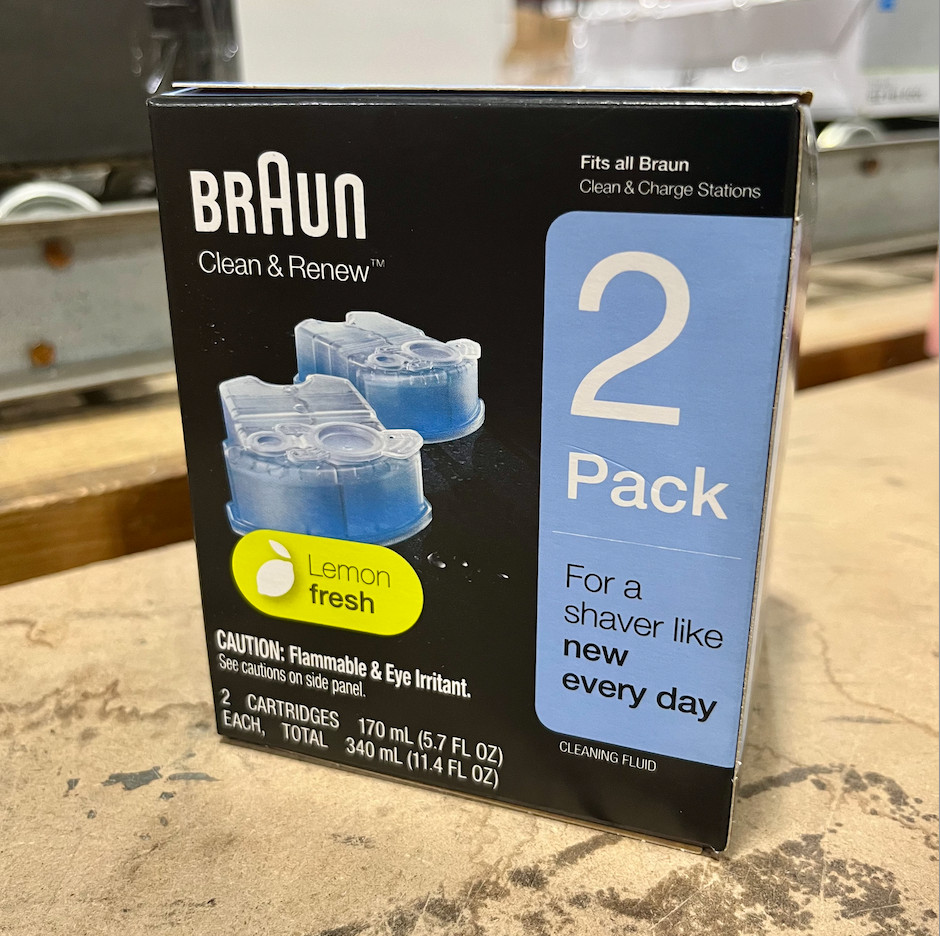 BRAUN
Clean & Renew™
Fits all Braun
Clean & Charge Stations
2
Pack
For a
shaver like
new
every day
Lemon
fresh
CAUTION: Flammable & Eye Irritant.
See cautions on side panel.
2 CARTRIDGES 170 mL (5.7 FL OZ)
EACH, TOTAL 340 mL (11.4 FL OZ)
CLEANING FLUID